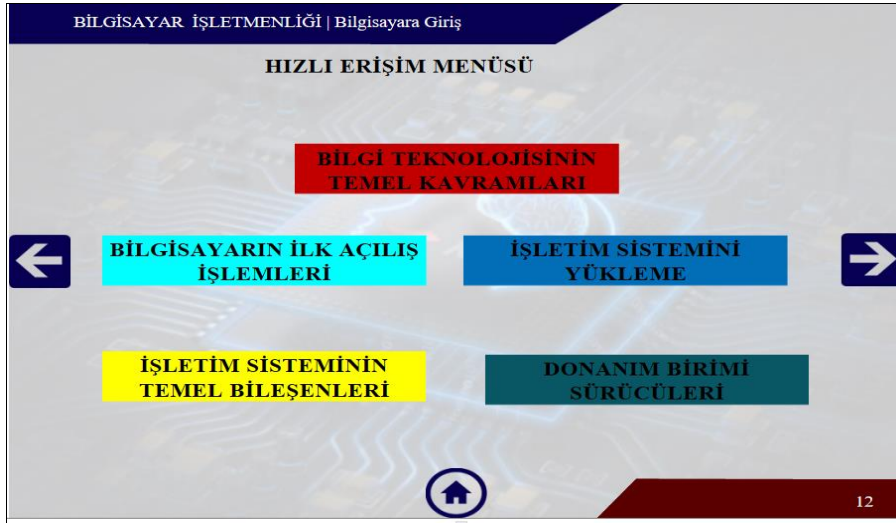 BİLGİSAYAR İŞLETMENLİĞİ | Bilgisayara Giriş
HIZLI ERİŞİM MENÜSÜ
BİLGİ TEKNOLOJİSİNİN
TEMEL KAVRAMLARI
BİLGİSAYARIN İLK AÇILIŞ
İŞLEMLERİ
İŞLETİM SİSTEMİNİ
YÜKLEME
İŞLETİM SİSTEMİNİN
TEMEL BİLEŞENLERİ
DONANIM BİRİMİ
SÜRÜCÜLERİ
12